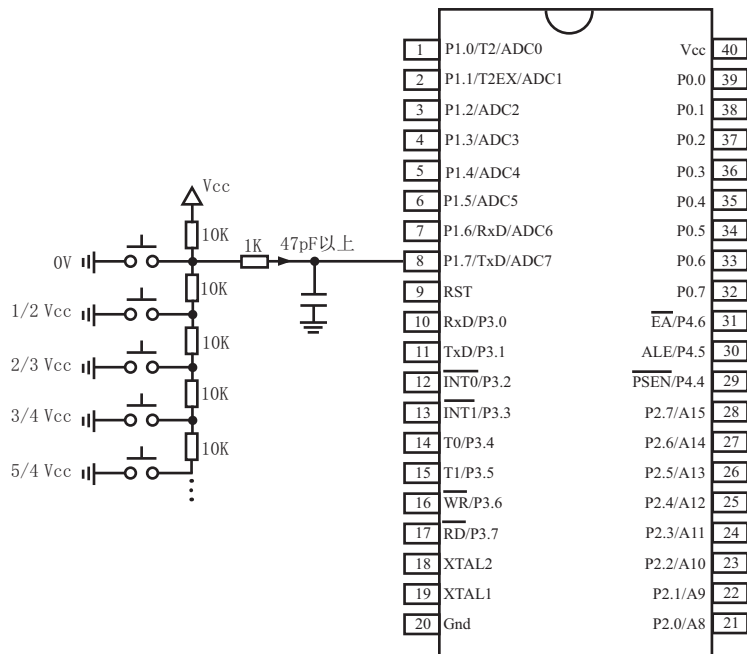 Vcc
10K
1K
47pF以上
0V
10K
1/2 Vcc
10K
2/3 Vcc
10K
3/4 Vcc
10K
5/4 Vcc
1 P1.0/T2/ADC0
2 P1.1/T2EX/ADC1
3 P1.2/ADC2
4 P1.3/ADC3
5 P1.4/ADC4
6 P1.5/ADC5
7 P1.6/RxD/ADC6
8 P1.7/TxD/ADC7
9 RST
10 RxD/P3.0
11 TxD/P3.1
12 INT0/P3.2
13 INT1/P3.3
14 T0/P3.4
15 T1/P3.5
16 WR/P3.6
17 RD/P3.7
18 XTAL2
19 XTAL1
20 Gnd
Vcc 40
P0.0 39
P0.1 38
P0.2 37
P0.3 36
P0.4 35
P0.5 34
P0.6 33
P0.7 32
EA/P4.6 31
ALE/P4.5 30
PSEN/P4.4 29
P2.7/A15 28
P2.6/A14 27
P2.5/A13 26
P2.4/A12 25
P2.3/A11 24
P2.2/A10 23
P2.1/A9 22
P2.0/A8 21